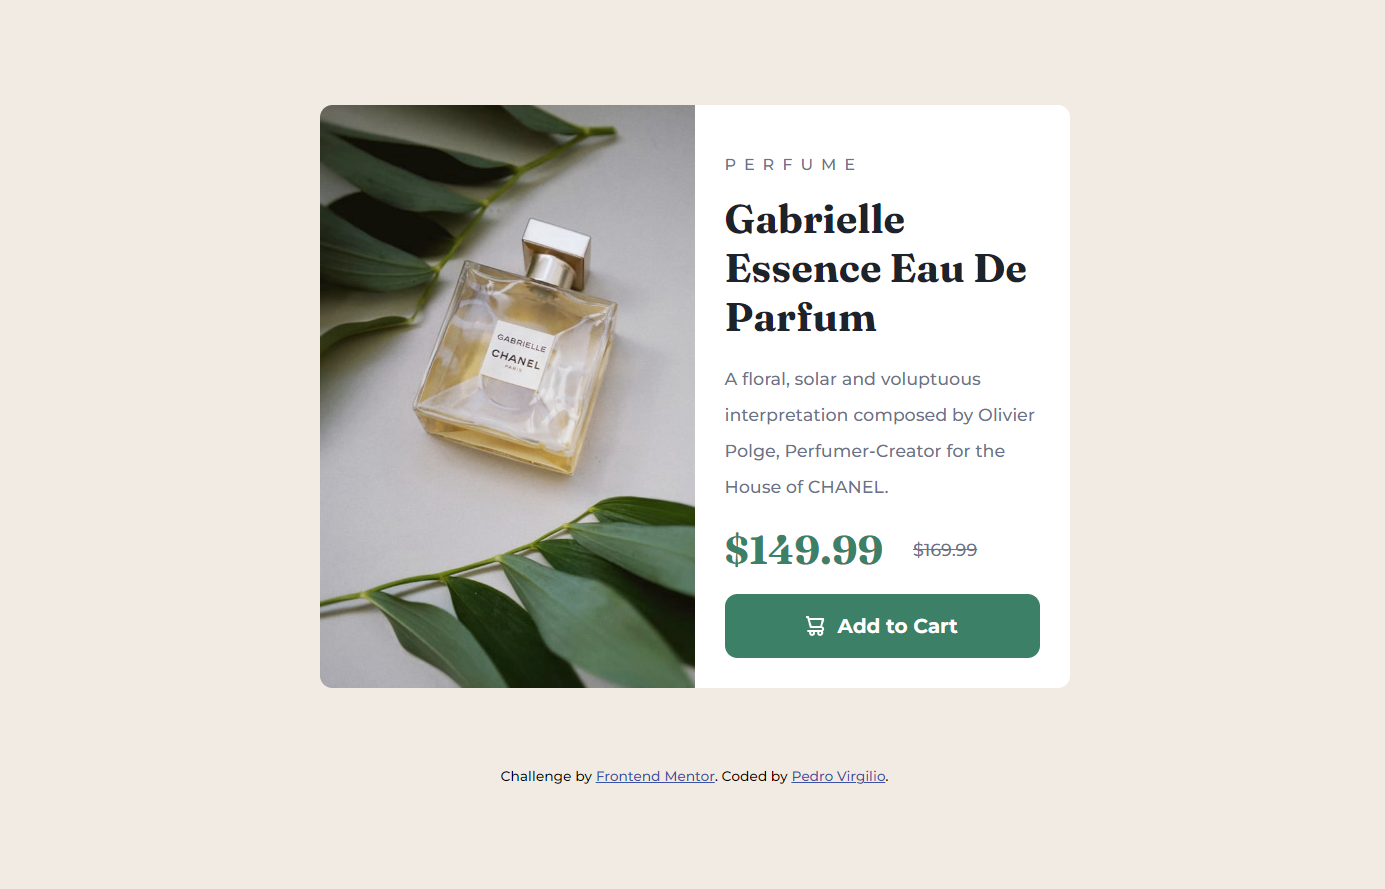 GABRIELLE
CHANEL
PARIS
P E R F U M E
Gabrielle
Essence Eau De
Parfum
A floral, solar and voluptuous
interpretation composed by Olivier
Polge, Perfumer-Creator for the
House of CHANEL.
$149.99 $169.99
Add to Cart
Challenge by Frontend Mentor. Coded by Pedro Virgilio.